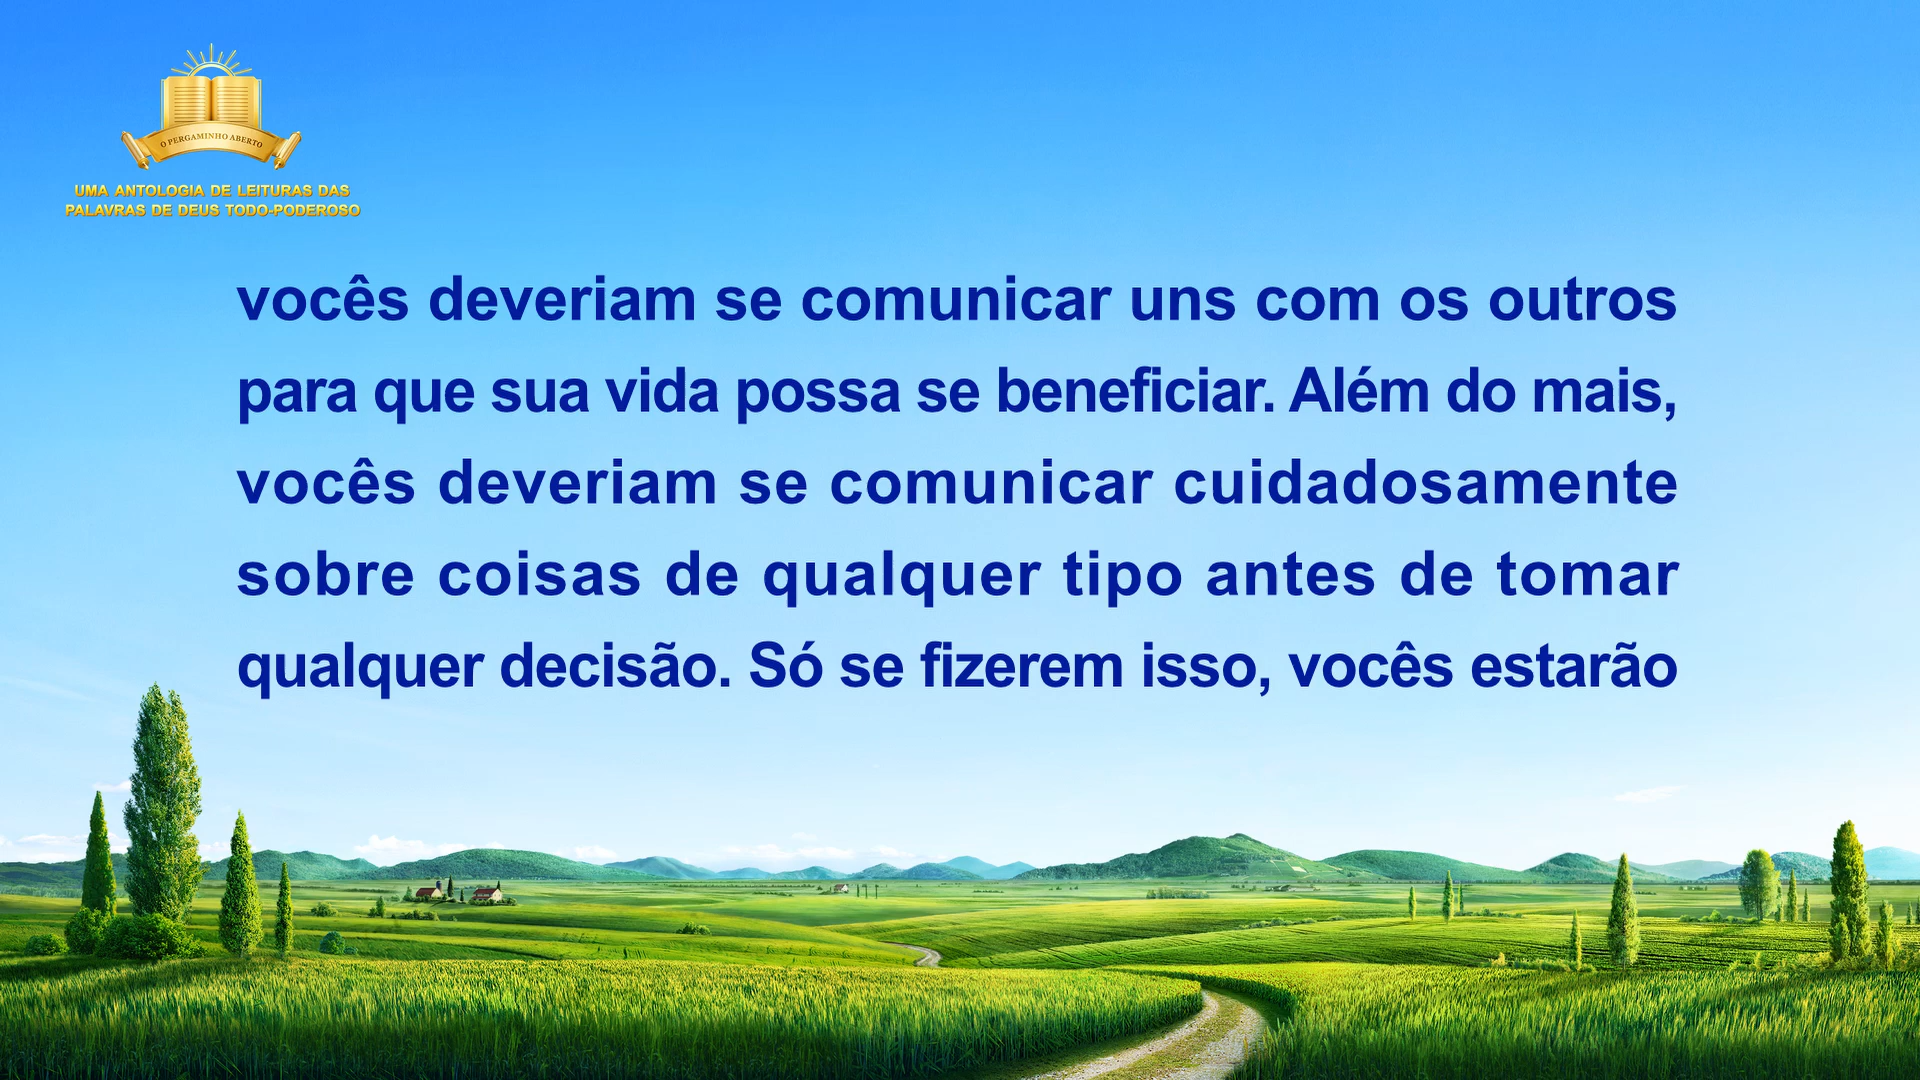 O PERGAMINHO ABERTO
UMA ANTOLOGIA DE LEITURAS DAS
PALAVRAS DE DEUS TODO-PODEROSO
vocês deveriam se comunicar uns com os outros
para que sua vida possa se beneficiar. Além do mais,
vocês deveriam se comunicar cuidadosamente
sobre coisas de qualquer tipo antes de tomar
qualquer decisão. Só se fizerem isso, vocês estarão